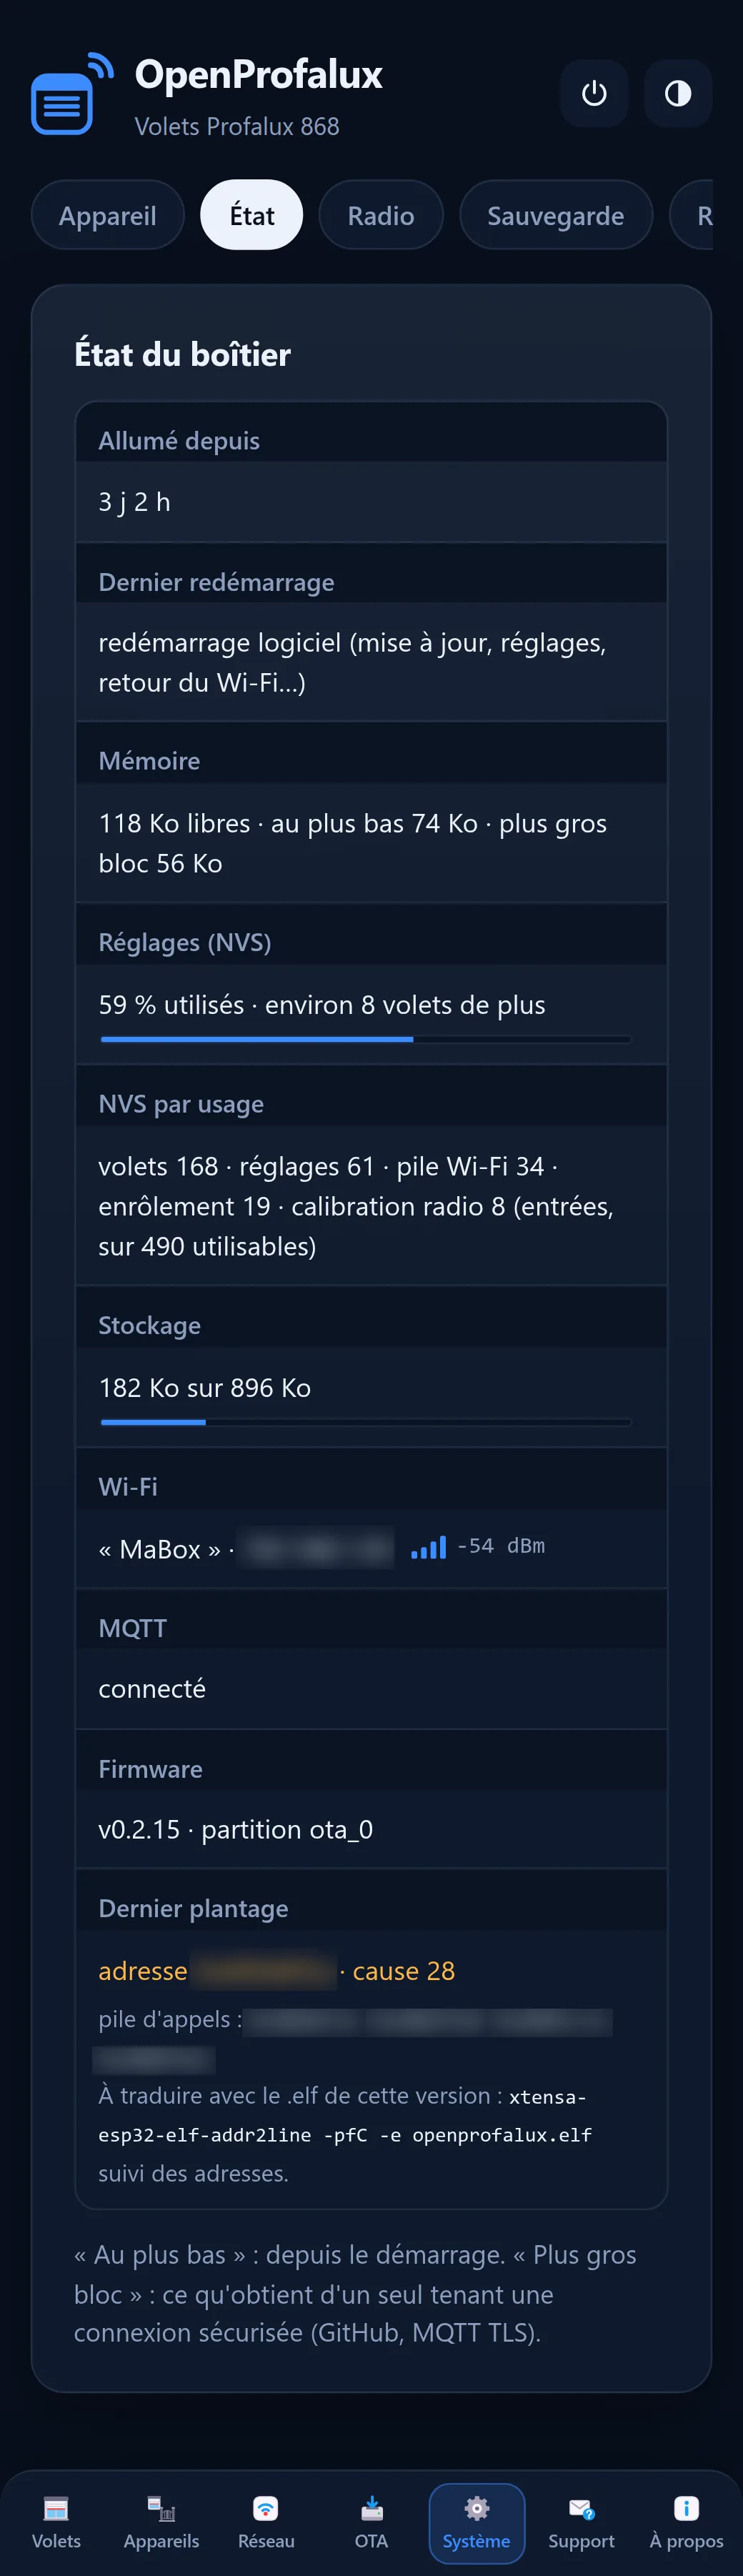 OpenProfalux
Volets Profalux 868
Appareil État Radio Sauvegarde R
État du boîtier
Allumé depuis
3 j 2 h
Dernier redémarrage
redémarrage logiciel (mise à jour, réglages,
retour du Wi-Fi…)
Mémoire
118 Ko libres · au plus bas 74 Ko · plus gros
bloc 56 Ko
Réglages (NVS)
59 % utilisés · environ 8 volets de plus
NVS par usage
volets 168 · réglages 61 · pile Wi-Fi 34 ·
enrôlement 19 · calibration radio 8 (entrées,
sur 490 utilisables)
Stockage
182 Ko sur 896 Ko
Wi-Fi
« MaBox » · -54 dBm
MQTT
connecté
Firmware
v0.2.15 · partition ota_0
Dernier plantage
adresse · cause 28
pile d'appels :
À traduire avec le .elf de cette version : xtensa-
esp32-elf-addr2line -pfC -e openprofalux.elf
suivi des adresses.
« Au plus bas » : depuis le démarrage. « Plus gros
bloc » : ce qu'obtient d'un seul tenant une
connexion sécurisée (GitHub, MQTT TLS).
Volets Appareils Réseau OTA Système Support À propos